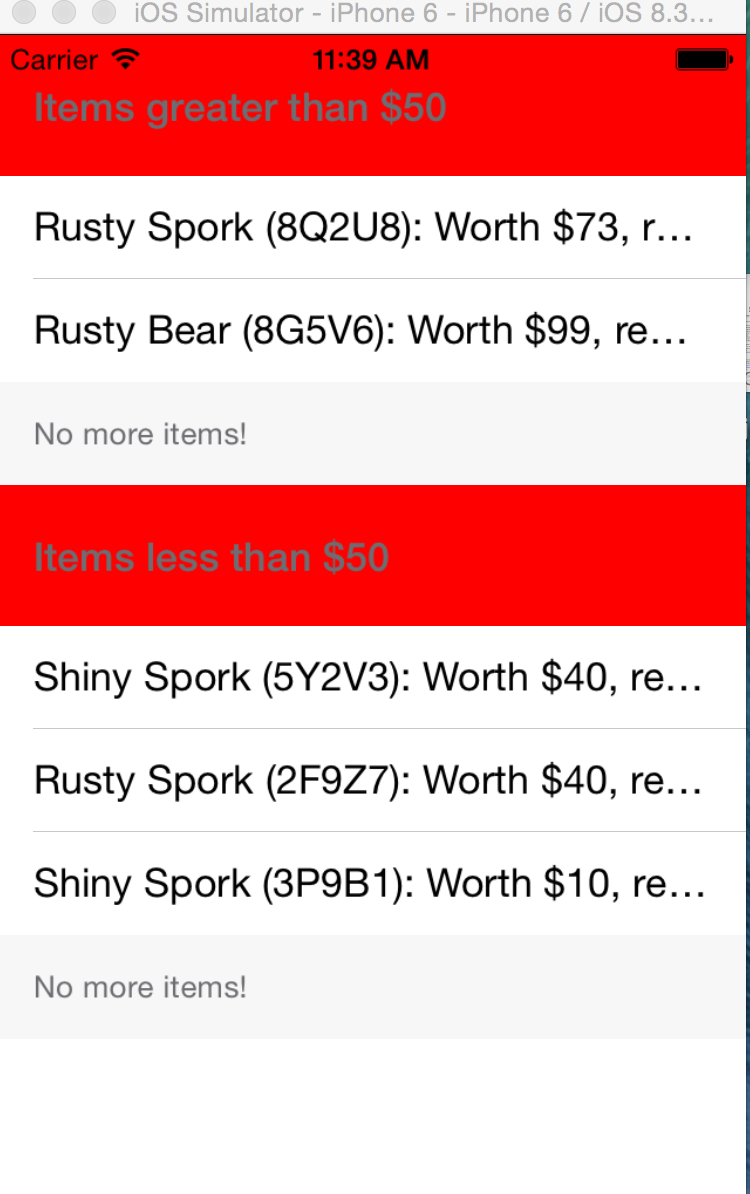 iOS Simulator - iPhone 6 - iPhone 6 / iOS 8.3...
Carrier 11:39 AM
Items greater than $50
Rusty Spork (8Q2U8): Worth $73, r...
Rusty Bear (8G5V6): Worth $99, re...
No more items!
Items less than $50
Shiny Spork (5Y2V3): Worth $40, re...
Rusty Spork (2F9Z7): Worth $40, re...
Shiny Spork (3P9B1): Worth $10, re...
No more items!